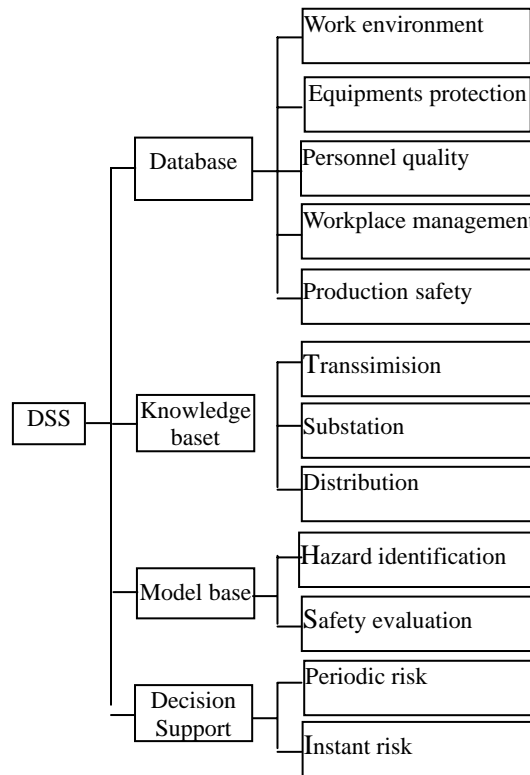 Work environment
Equipments protection
Database
Personnel quality
Workplace management
Production safety
Transsimision
DSS
Knowledge
baset
Substation
Distribution
Hazard identification
Model base
Safety evaluation
Periodic risk
Decision
Support
Instant risk